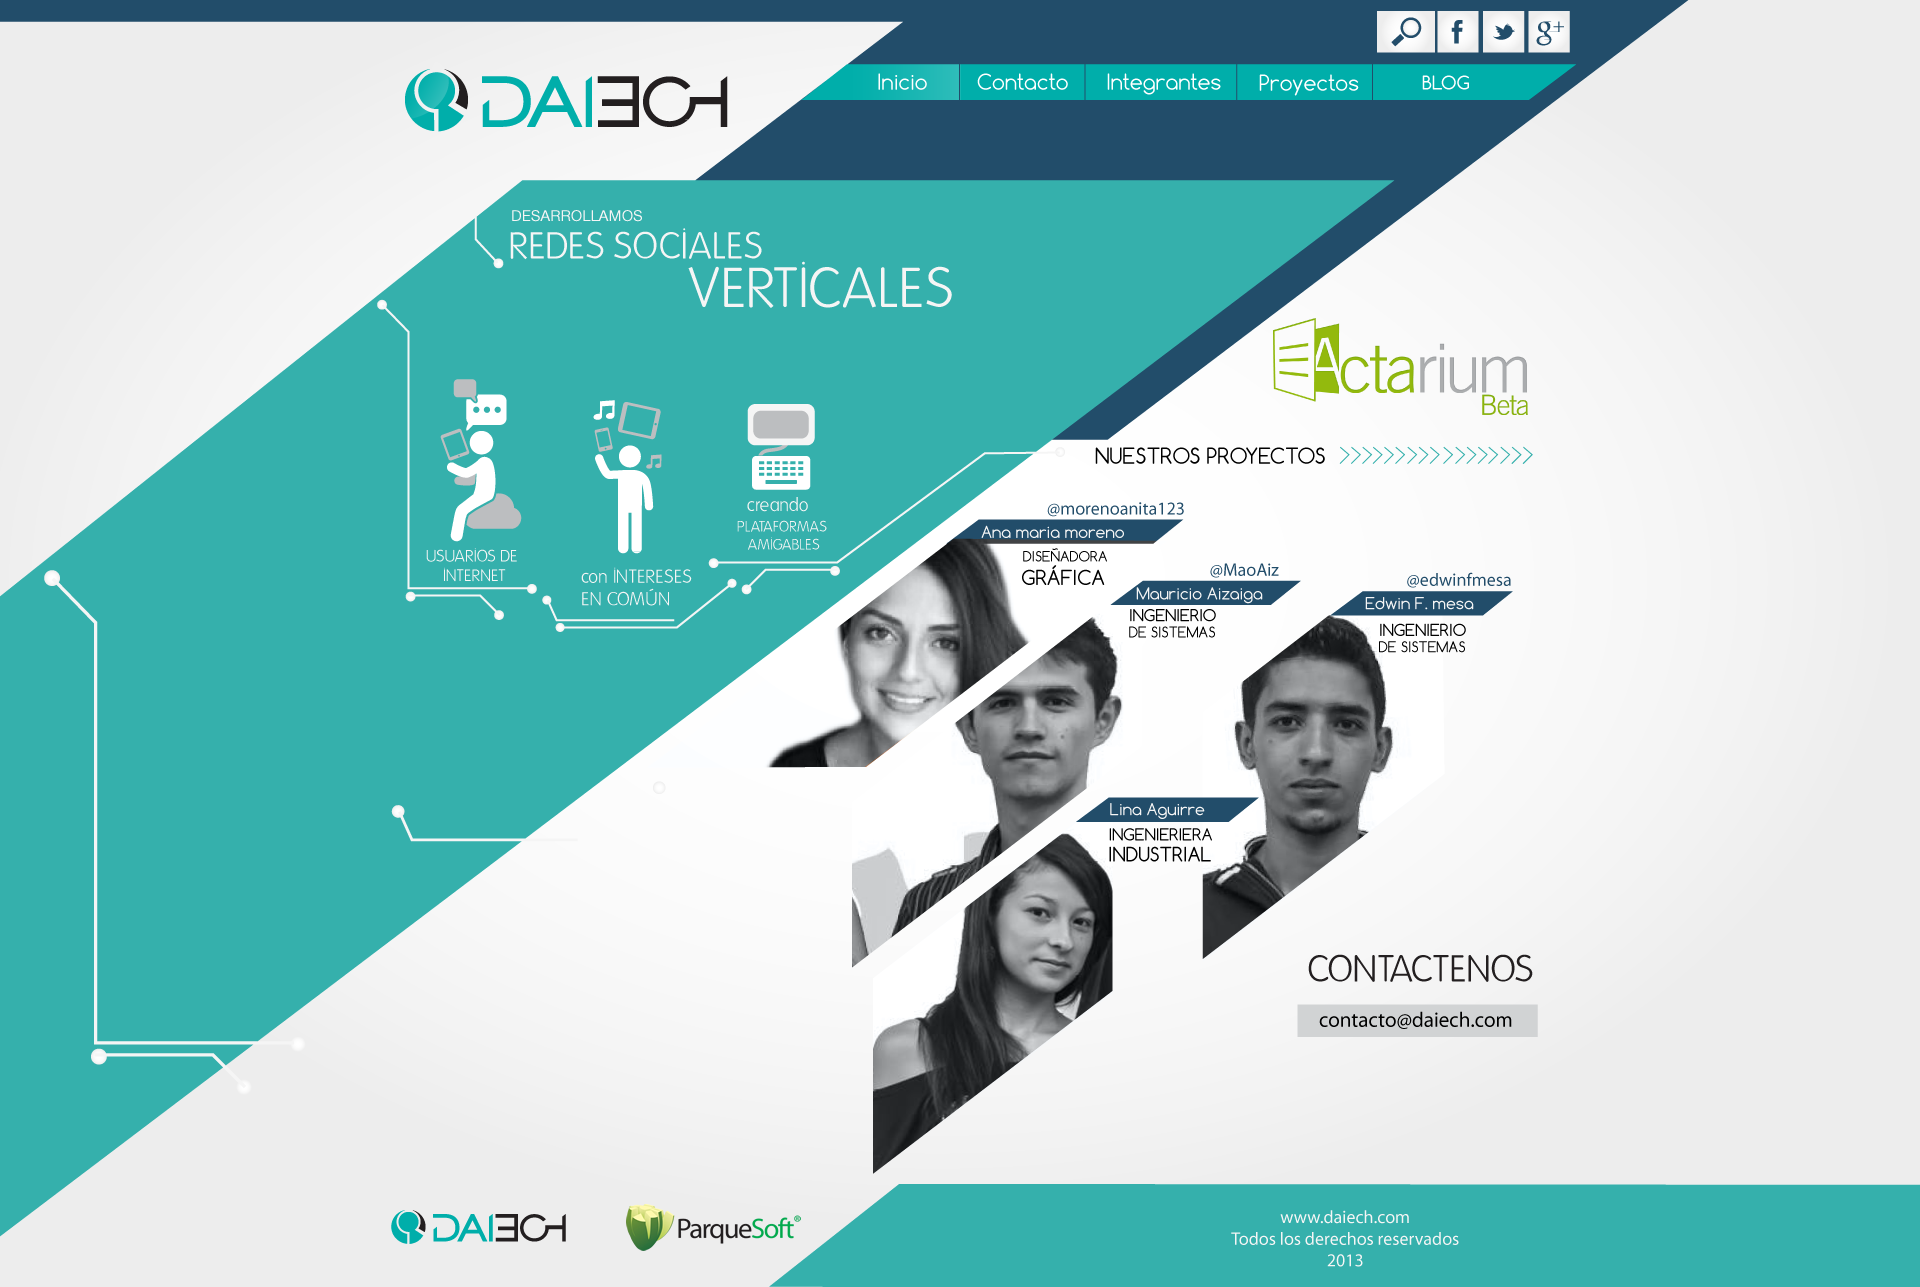 g+
Inicio
Contacto
Integrantes
Proyectos
BLOG
DAIECH
DESARROLLAMOS
REDES SOCIALES
VERTICALES
Actarium
Beta
NUESTROS PROYECTOS
USUARIOS DE
INTERNET
con INTERESES
EN COMÚN
creando
PLATAFORMAS
AMIGABLES
@morenoanita123
Ana maria moreno
DISEÑADORA
GRÁFICA
@MaoAiz
Mauricio Aizaiga
INGENIERIO
DE SISTEMAS
@edwinfmesa
Edwin F. mesa
INGENIERIO
DE SISTEMAS
Lina Aguirre
INGENIERIERA
INDUSTRIAL
CONTACTENOS
contacto@daiech.com
DAIECH
ParqueSoft®
www.daiech.com
Todos los derechos reservados
2013